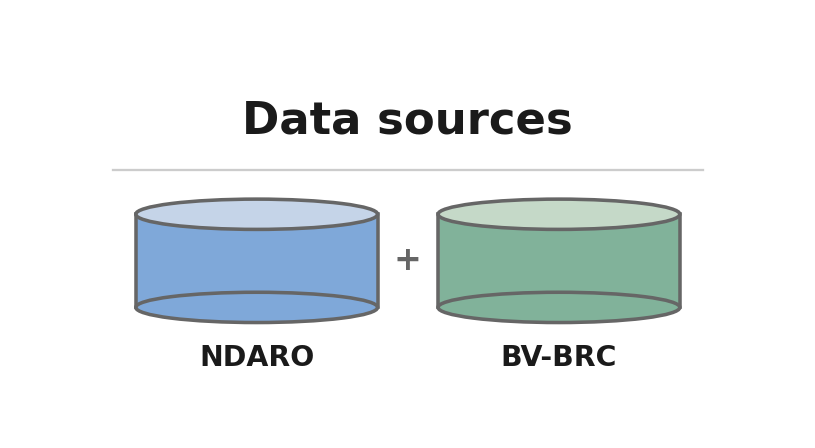 Data sources
+
NDARO
BV-BRC